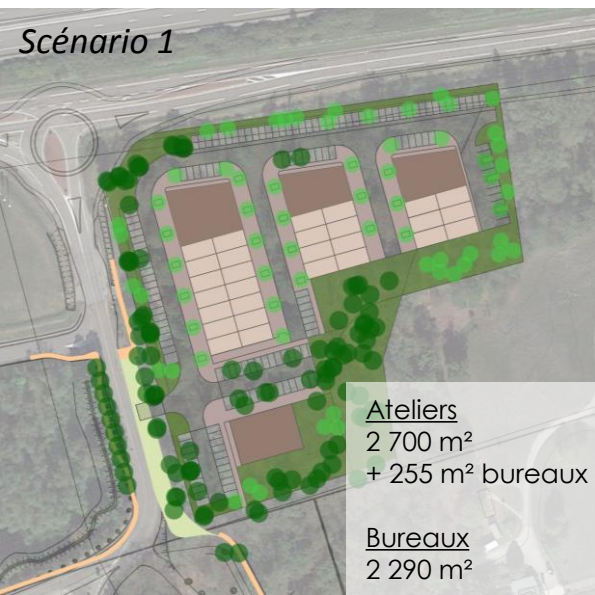 Scénario 1
Ateliers
2 700 m²
+ 255 m² bureaux
Bureaux
2 290 m²